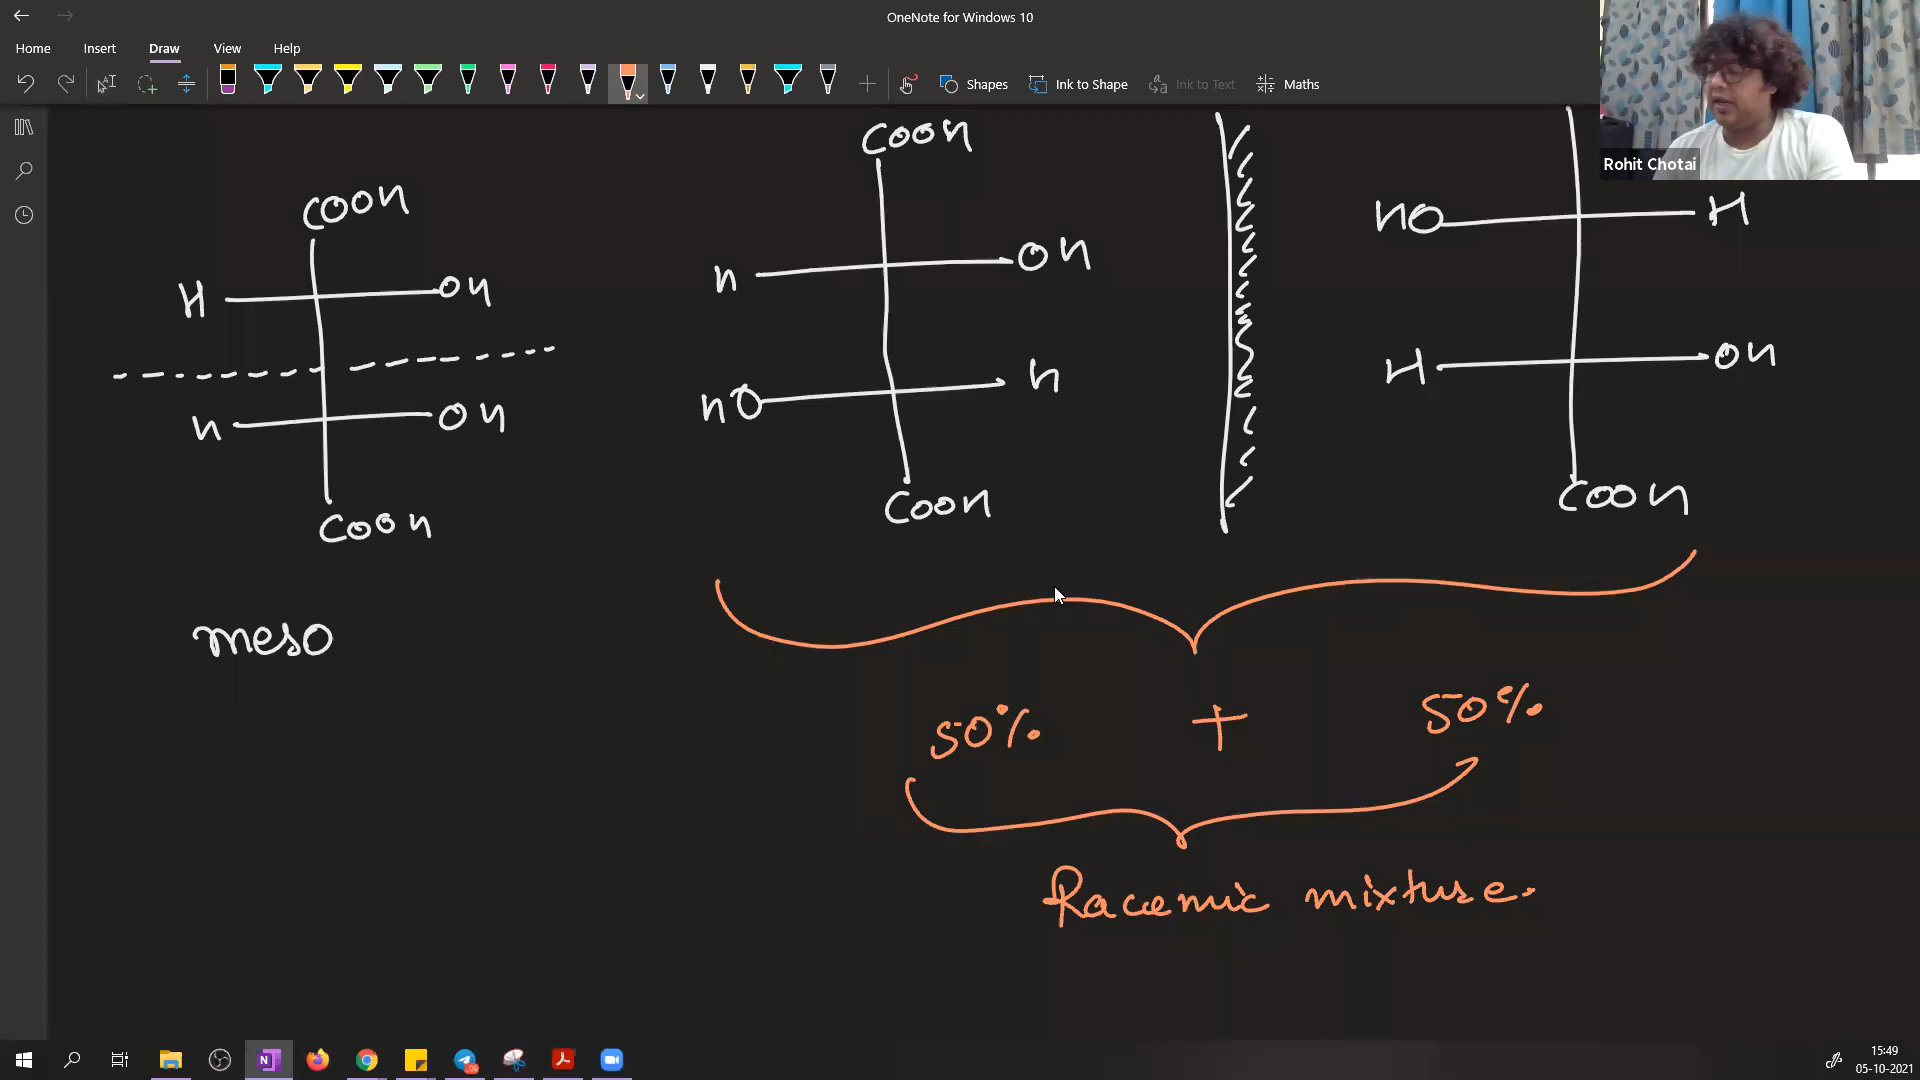 OneNote for Windows 10
Home Insert Draw View Help
Shapes Ink to Shape Ink to Text Maths
Rohit Chotai
COOH
H OH
H OH
COOH
meso
COOH
H OH
HO H
COOH
HO H
H OH
COOH
50% + 50%
Racemic mixture.
15:49
05-10-2021